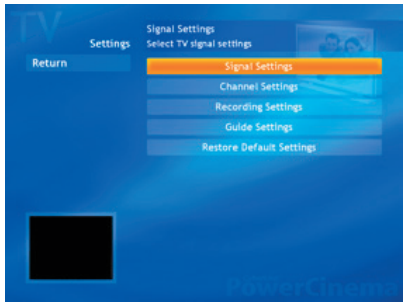 TV
Settings
Signal Settings
Select TV signal settings
Return
Signal Settings
Channel Settings
Recording Settings
Guide Settings
Restore Default Settings
PowerCinema